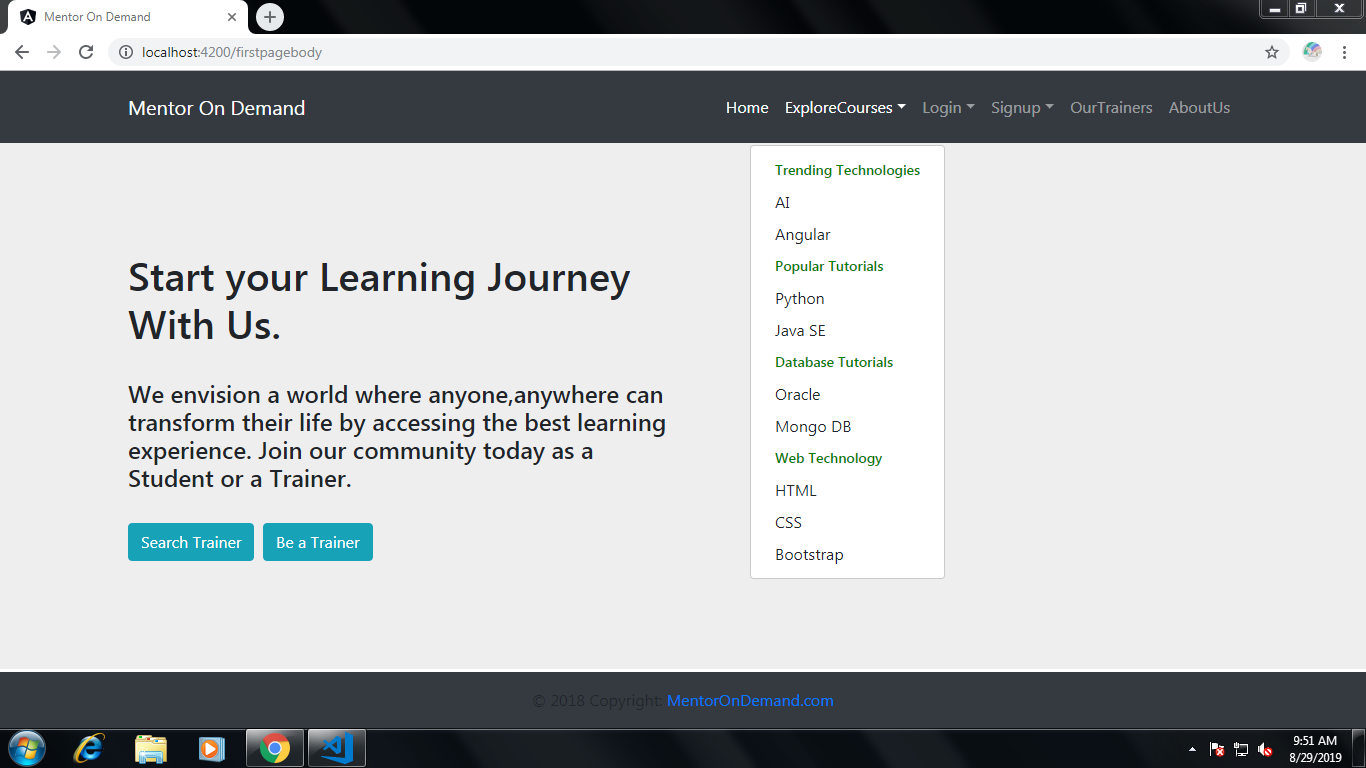 Mentor On Demand
localhost:4200/firstpagebody
Mentor On Demand
Home ExploreCourses Login Signup OurTrainers AboutUs
Trending Technologies
AI
Angular
Popular Tutorials
Python
Java SE
Database Tutorials
Oracle
Mongo DB
Web Technology
HTML
CSS
Bootstrap
Start your Learning Journey
With Us.
We envision a world where anyone,anywhere can
transform their life by accessing the best learning
experience. Join our community today as a
Student or a Trainer.
Search Trainer Be a Trainer
© 2018 Copyright: MentorOnDemand.com
9:51 AM
8/29/2019